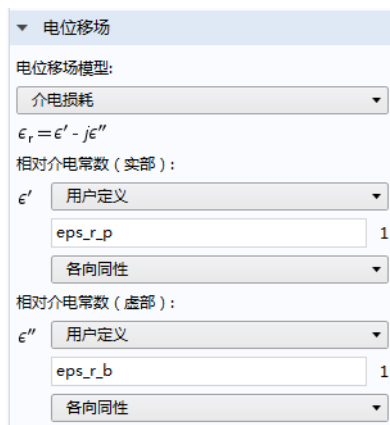 电位移场
电位移场模型:
介电损耗
ϵr=ϵ′ - jϵ″
相对介电常数（实部）:
ϵ′ 用户定义
eps_r_p 1
各向同性
相对介电常数（虚部）:
ϵ″ 用户定义
eps_r_b 1
各向同性